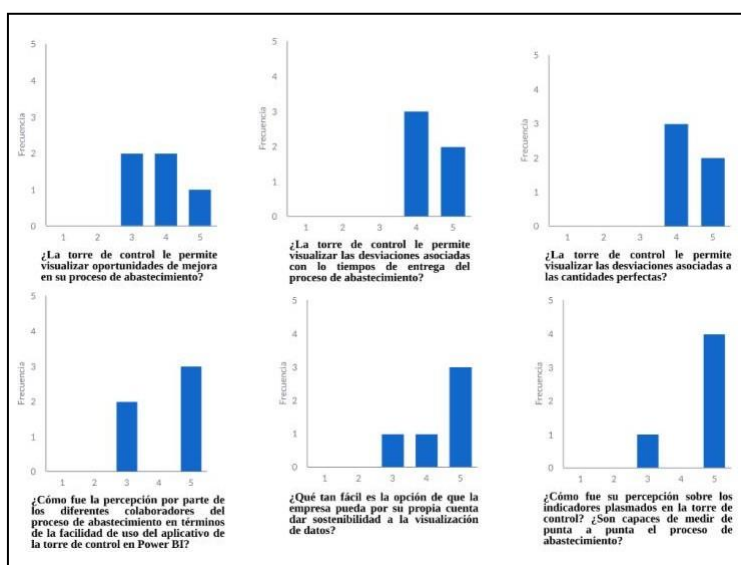 5
4
3
2
1
0
Frecuencia
1 2 3 4 5
¿La torre de control le permite
visualizar oportunidades de mejora
en su proceso de abastecimiento?
5
4
3
2
1
0
Frecuencia
1 2 3 4 5
¿La torre de control le permite
visualizar las desviaciones asociadas
con lo tiempos de entrega del
proceso de abastecimiento?
5
4
3
2
1
0
Frecuencia
1 2 3 4 5
¿La torre de control le permite
visualizar las desviaciones asociadas a
las cantidades perfectas?
5
4
3
2
1
0
Frecuencia
1 2 3 4 5
¿Cómo fue la percepción por parte de
los diferentes colaboradores del
proceso de abastecimiento en términos
de la facilidad de uso del aplicativo de
la torre de control en Power BI?
5
4
3
2
1
0
Frecuencia
1 2 3 4 5
¿Qué tan fácil es la opción de que la
empresa pueda por su propia cuenta
dar sostenibilidad a la visualización
de datos?
5
4
3
2
1
0
Frecuencia
1 2 3 4 5
¿Cómo fue su percepción sobre los
indicadores plasmados en la torre de
control? ¿Son capaces de medir de
punta a punta el proceso de
abastecimiento?